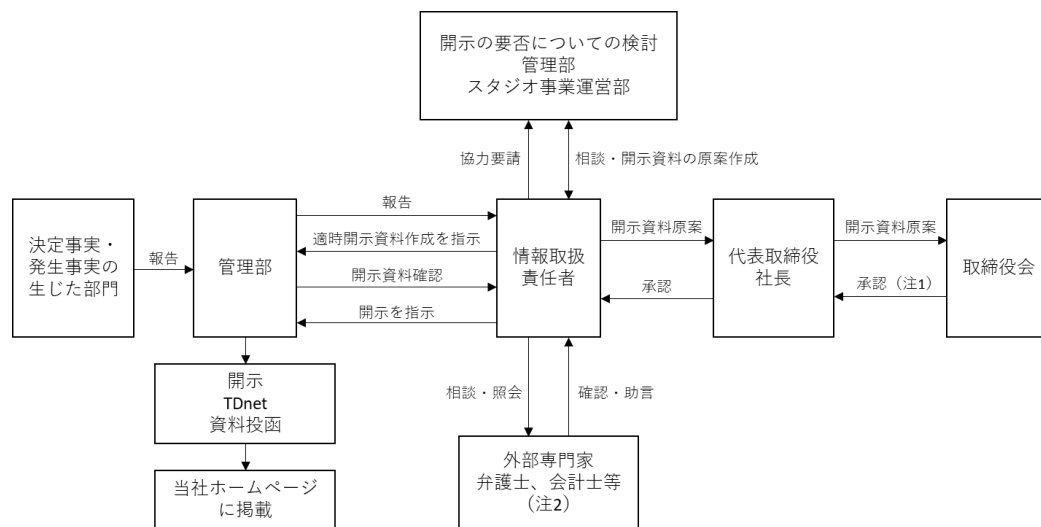 開示の要否についての検討
管理部
スタジオ事業運営部
協力要請
相談・開示資料の原案作成
決定事実・
発生事実の
生じた部門
報告
管理部
報告
適時開示資料作成を指示
開示資料確認
開示を指示
情報取扱
責任者
開示資料原案
承認
代表取締役
社長
開示資料原案
承認（注1）
取締役会
開示
TDnet
資料投函
当社ホームページ
に掲載
相談・照会
確認・助言
外部専門家
弁護士、会計士等
（注2）